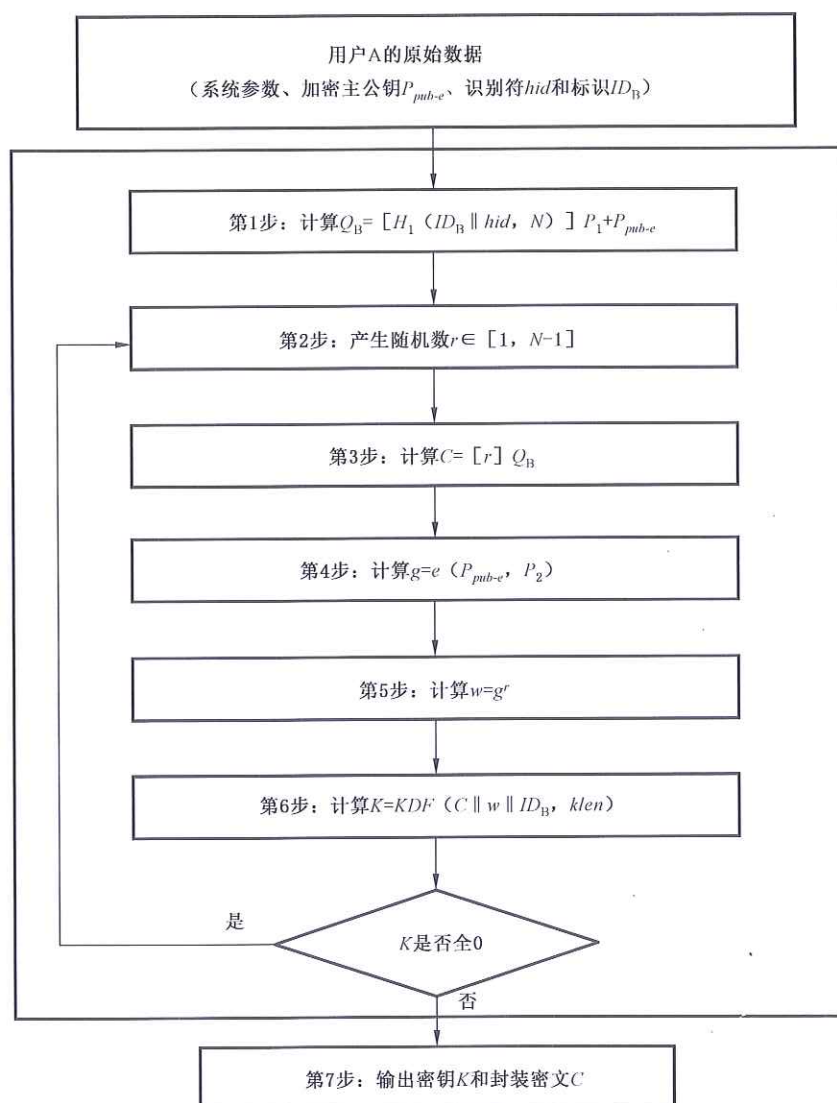 用户A的原始数据
（系统参数、加密主公钥P_{pub-e}、识别符hid和标识ID_B）
第1步：计算Q_B=［H_1（ID_B‖hid，N）］P_1+P_{pub-e}
第2步：产生随机数r∈［1，N-1］
第3步：计算C=［r］Q_B
第4步：计算g=e（P_{pub-e}，P_2）
第5步：计算w=g^r
第6步：计算K=KDF（C‖w‖ID_B，klen）
是
K是否全0
否
第7步：输出密钥K和封装密文C